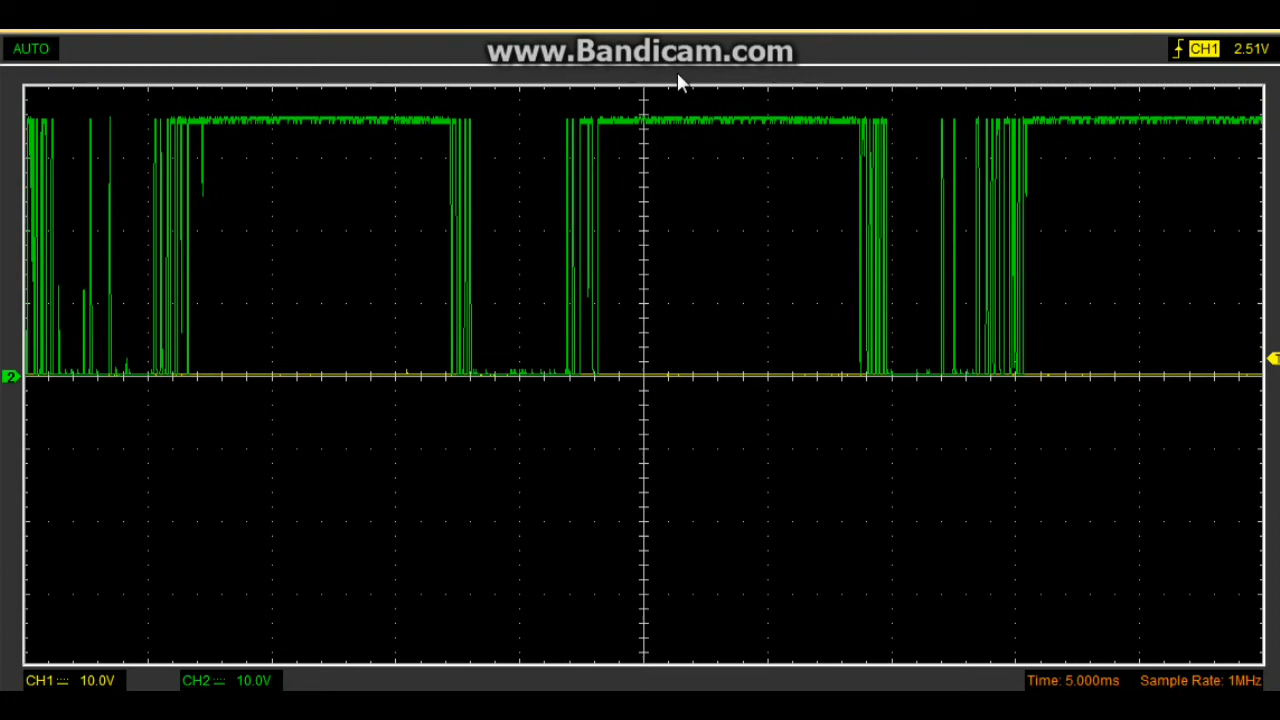 AUTO
www.Bandicam.com
CH1 2.51V
2
CH1 10.0V
CH2 10.0V
Time: 5.000ms Sample Rate: 1MHz